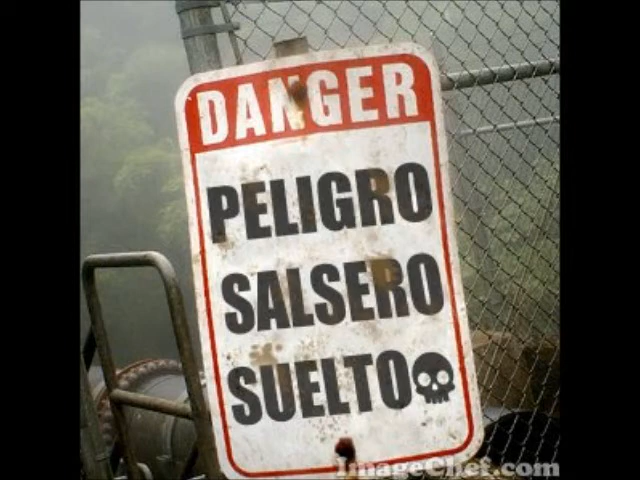 DANGER
PELIGRO
SALSERO
SUELTO
ImageChef.com